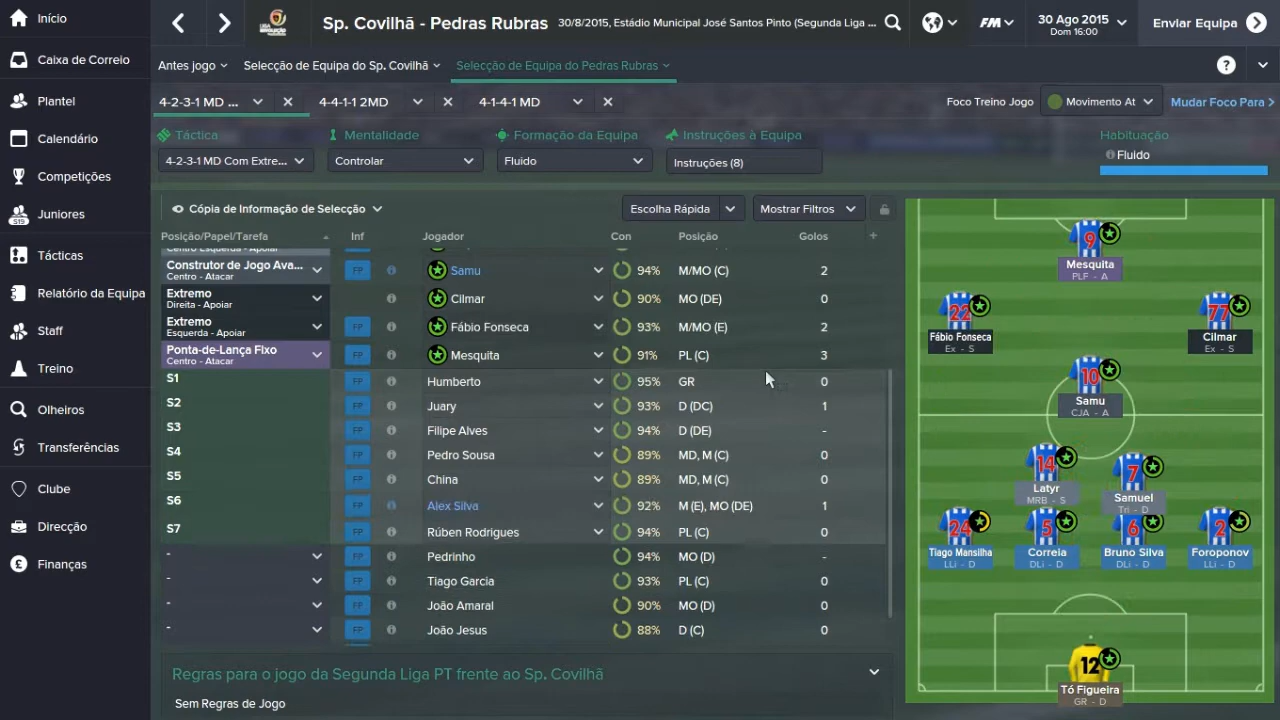 Início
Caixa de Correio
Plantel
Calendário
Competições
S19
Juniores
Tácticas
Relatório da Equipa
Staff
Treino
Olheiros
Transferências
Clube
Direcção
Finanças
Sp. Covilhã - Pedras Rubras
30/8/2015, Estádio Municipal José Santos Pinto (Segunda Liga ...
FM
30 Ago 2015
Dom 16:00
Enviar Equipa
Antes jogo
Selecção de Equipa do Sp. Covilhã
Selecção de Equipa do Pedras Rubras
?
4-2-3-1 MD ...
4-4-1-1 2MD
4-1-4-1 MD
Foco Treino Jogo
Movimento At
Mudar Foco Para
Táctica
Mentalidade
Formação da Equipa
Instruções à Equipa
Habituação
4-2-3-1 MD Com Extre...
Controlar
Fluido
Instruções (8)
Fluido
Cópia de Informação de Selecção
Escolha Rápida
Mostrar Filtros
Posição/Papel/Tarefa Inf Jogador Con Posição Golos +
Centro Esquerda - Apoiar
Construtor de Jogo Ava...
Centro - Atacar
FP Samu 94% M/MO (C) 2
Extremo
Direita - Apoiar
Cilmar 90% MO (DE) 0
Extremo
Esquerda - Apoiar
FP Fábio Fonseca 93% M/MO (E) 2
Ponta-de-Lança Fixo
Centro - Atacar
FP Mesquita 91% PL (C) 3
S1 FP Humberto 95% GR 0
S2 FP Juary 93% D (DC) 1
S3 FP Filipe Alves 94% D (DE) -
S4 FP Pedro Sousa 89% MD, M (C) 0
S5 FP China 89% MD, M (C) 0
S6 FP Alex Silva 92% M (E), MO (DE) 1
S7 FP Rúben Rodrigues 94% PL (C) 0
- FP Pedrinho 94% MO (D) -
- FP Tiago Garcia 93% PL (C) 0
- FP João Amaral 90% MO (D) 0
- FP João Jesus 88% D (C) 0
Regras para o jogo da Segunda Liga PT frente ao Sp. Covilhã
Sem Regras de Jogo
9
Mesquita
PLF - A
22
Fábio Fonseca
Ex - S
77
Cilmar
Ex - S
10
Samu
CJA - A
14
Latyr
MRB - S
7
Samuel
Tri - D
24
Tiago Mansilha
LLi - D
5
Correia
DLi - D
6
Bruno Silva
DLi - D
2
Foroponov
LLi - D
12
Tó Figueira
GR - D